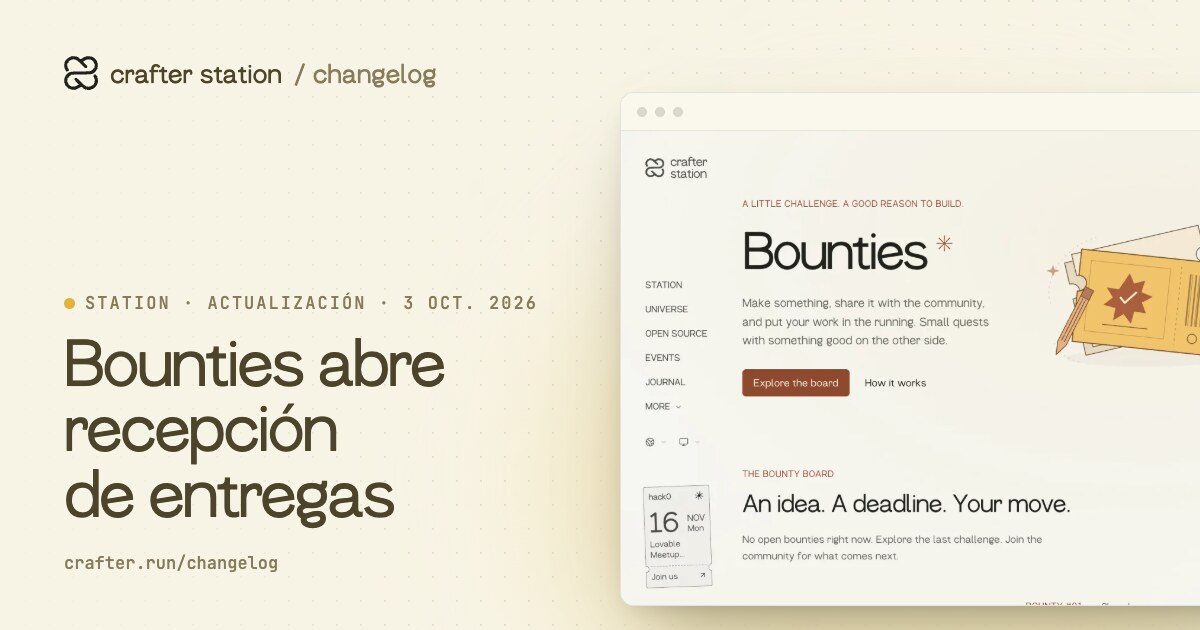 crafter station / changelog
STATION · ACTUALIZACIÓN · 3 OCT. 2026
Bounties abre
recepción
de entregas
crafter.run/changelog
crafter
station
STATION
UNIVERSE
OPEN SOURCE
EVENTS
JOURNAL
MORE
hack0
16 NOV
Mon
Lovable
Meetup...
Join us
A LITTLE CHALLENGE. A GOOD REASON TO BUILD.
Bounties
Make something, share it with the community,
and put your work in the running. Small quests
with something good on the other side.
Explore the board How it works
THE BOUNTY BOARD
An idea. A deadline. Your move.
No open bounties right now. Explore the last challenge. Join the
community for what comes next.